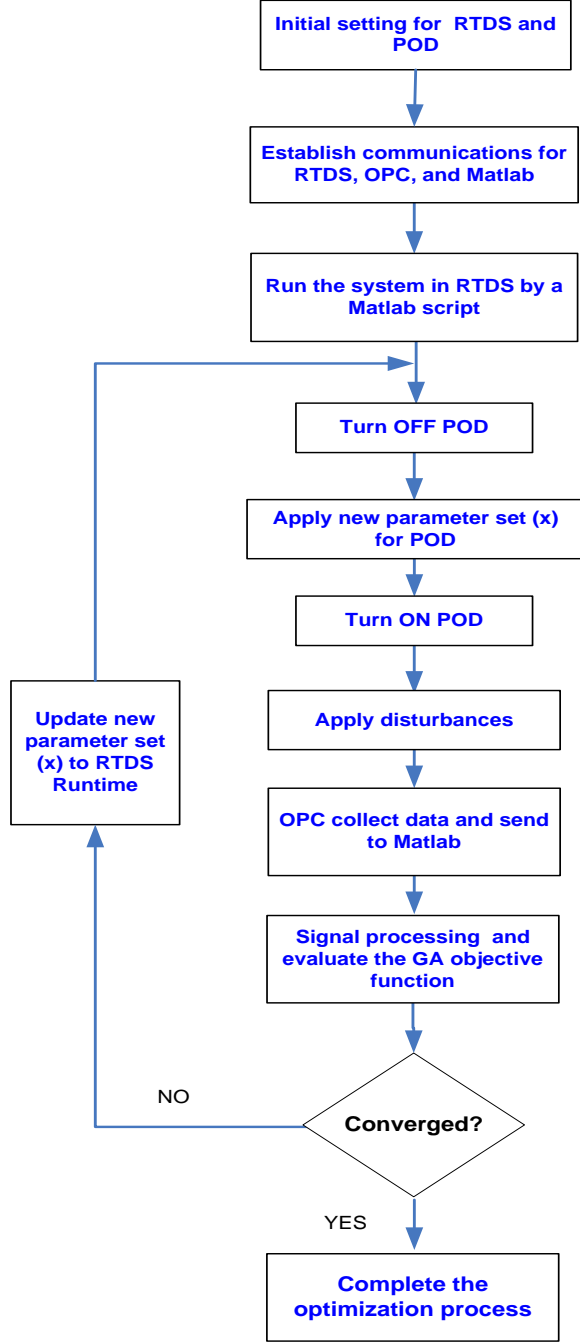 Initial setting for RTDS and
POD
Establish communications for
RTDS, OPC, and Matlab
Run the system in RTDS by a
Matlab script
Turn OFF POD
Apply new parameter set (x)
for POD
Turn ON POD
Update new
parameter set
(x) to RTDS
Runtime
Apply disturbances
OPC collect data and send
to Matlab
Signal processing and
evaluate the GA objective
function
NO
Converged?
YES
Complete the
optimization process